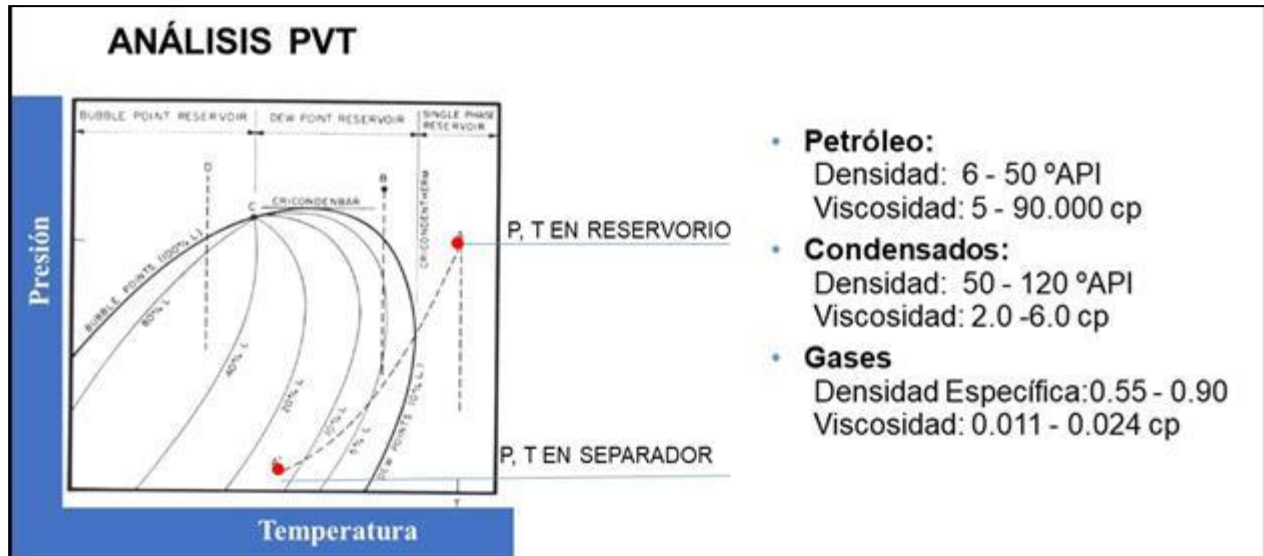 ANÁLISIS PVT
BUBBLE POINT RESERVOIR
DEW POINT RESERVOIR
SINGLE PHASE
RESERVOIR
D
B
C
CRICONDENBAR
CRICONDENTHERM
BUBBLE POINTS (100% L)
80% L
40% L
20% L
10% L
5% L
DEW POINTS (0% L)
T
Presión
Temperatura
P, T EN RESERVORIO
P, T EN SEPARADOR
• Petróleo:
Densidad: 6 - 50 ºAPI
Viscosidad: 5 - 90.000 cp
• Condensados:
Densidad: 50 - 120 ºAPI
Viscosidad: 2.0 -6.0 cp
• Gases
Densidad Específica:0.55 - 0.90
Viscosidad: 0.011 - 0.024 cp